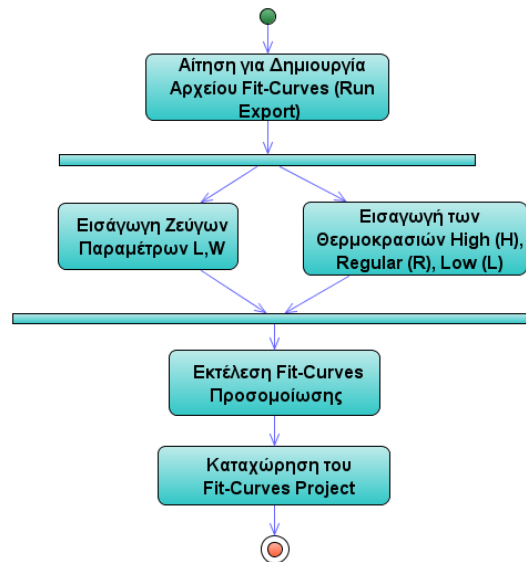 Αίτηση για Δημιουργία
Αρχείου Fit-Curves (Run
Export)
Εισάγωγη Ζεύγων
Παραμέτρων L,W
Εισαγωγή των
Θερμοκρασιών High (H),
Regular (R), Low (L)
Εκτέλεση Fit-Curves
Προσομοίωσης
Καταχώρηση του
Fit-Curves Project